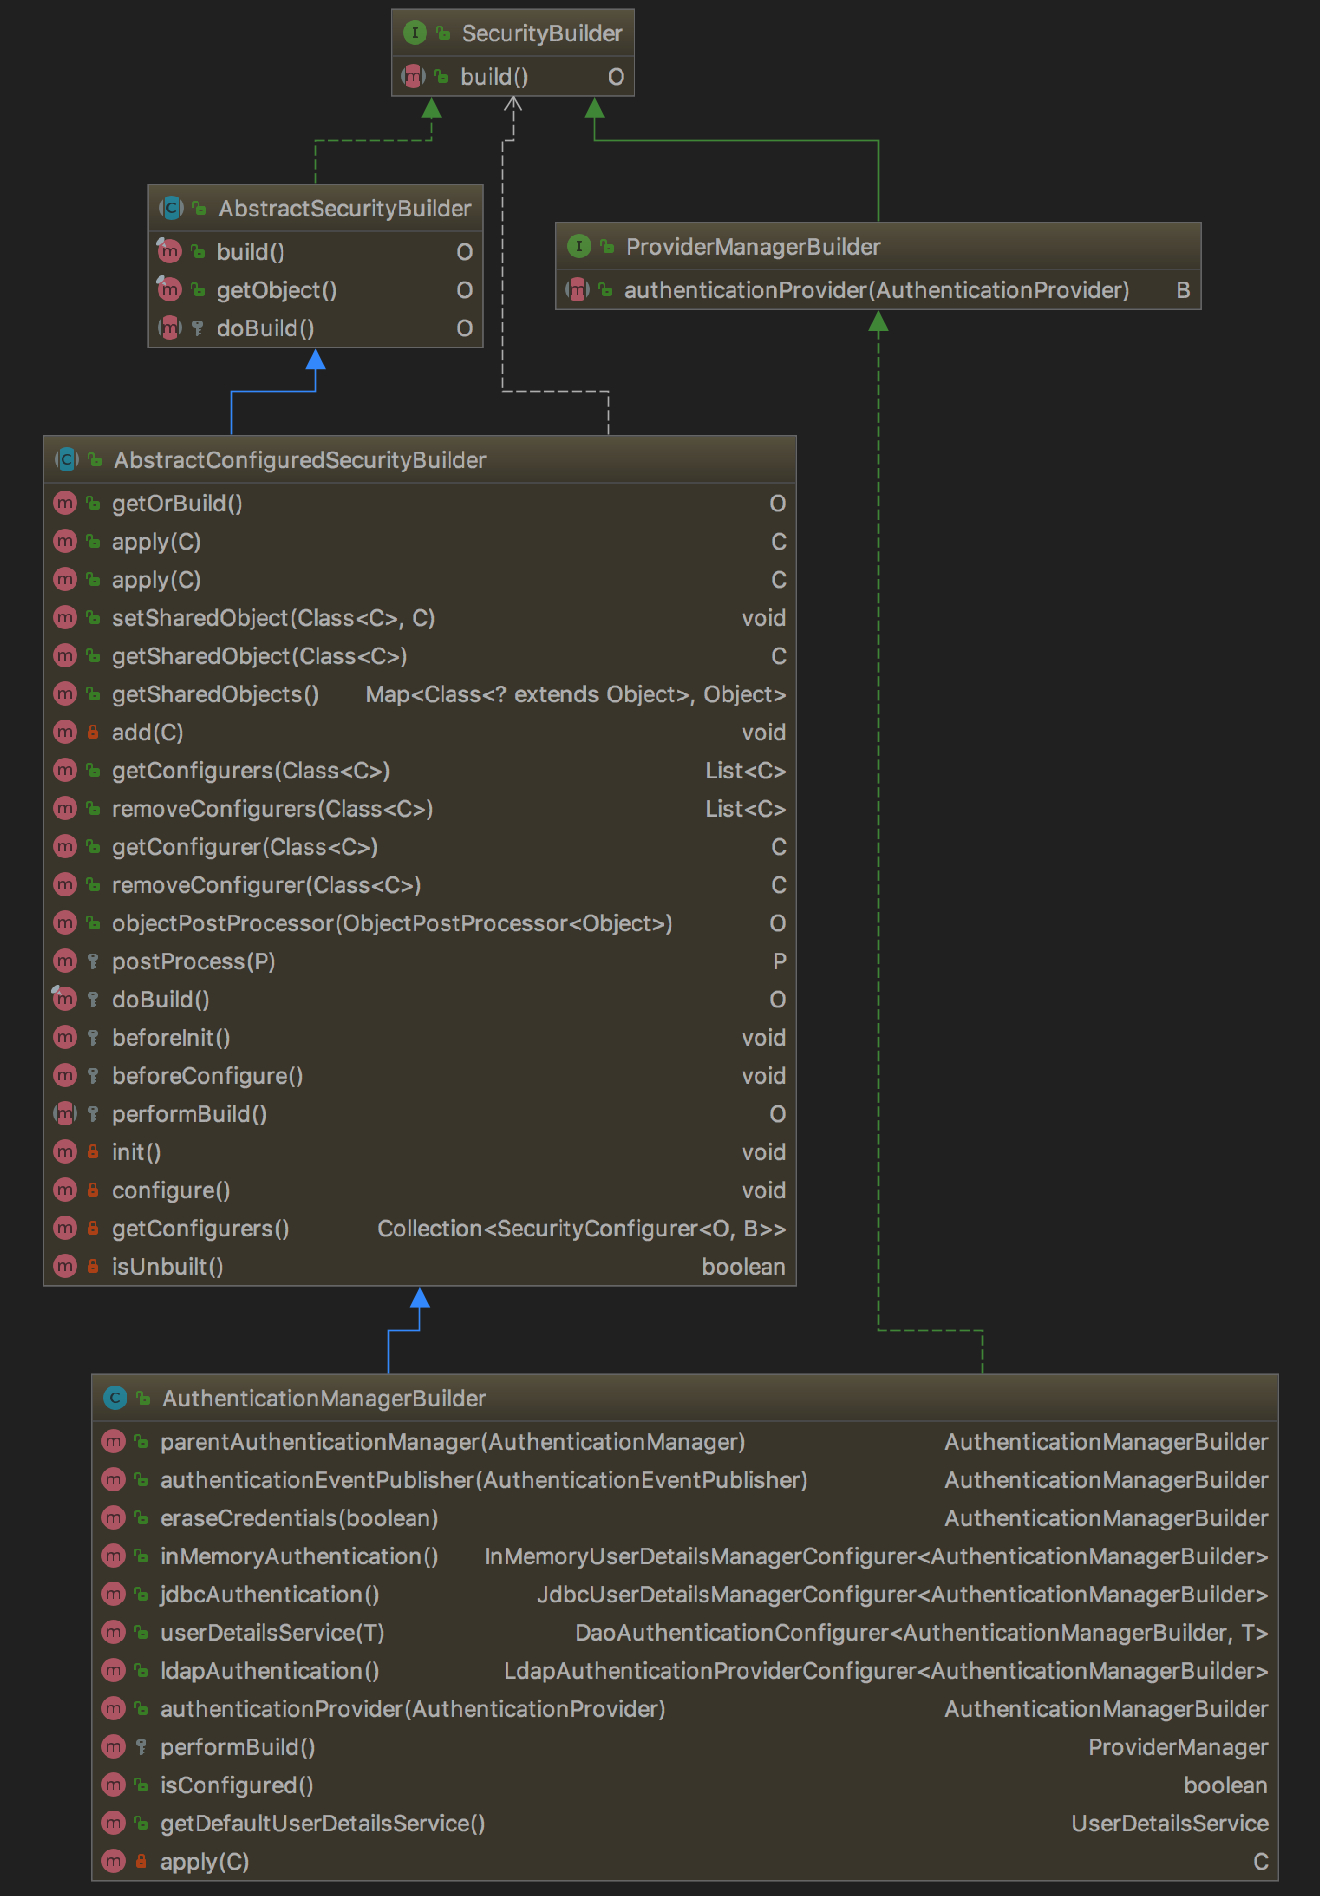 SecurityBuilder
build() O
AbstractSecurityBuilder
build() O
getObject() O
doBuild() O
ProviderManagerBuilder
authenticationProvider(AuthenticationProvider) B
AbstractConfiguredSecurityBuilder
getOrBuild() O
apply(C) C
apply(C) C
setSharedObject(Class<C>, C) void
getSharedObject(Class<C>) C
getSharedObjects() Map<Class<? extends Object>, Object>
add(C) void
getConfigurers(Class<C>) List<C>
removeConfigurers(Class<C>) List<C>
getConfigurer(Class<C>) C
removeConfigurer(Class<C>) C
objectPostProcessor(ObjectPostProcessor<Object>) O
postProcess(P) P
doBuild() O
beforeInit() void
beforeConfigure() void
performBuild() O
init() void
configure() void
getConfigurers() Collection<SecurityConfigurer<O, B>>
isUnbuilt() boolean
AuthenticationManagerBuilder
parentAuthenticationManager(AuthenticationManager) AuthenticationManagerBuilder
authenticationEventPublisher(AuthenticationEventPublisher) AuthenticationManagerBuilder
eraseCredentials(boolean) AuthenticationManagerBuilder
inMemoryAuthentication() InMemoryUserDetailsManagerConfigurer<AuthenticationManagerBuilder>
jdbcAuthentication() JdbcUserDetailsManagerConfigurer<AuthenticationManagerBuilder>
userDetailsService(T) DaoAuthenticationConfigurer<AuthenticationManagerBuilder, T>
ldapAuthentication() LdapAuthenticationProviderConfigurer<AuthenticationManagerBuilder>
authenticationProvider(AuthenticationProvider) AuthenticationManagerBuilder
performBuild() ProviderManager
isConfigured() boolean
getDefaultUserDetailsService() UserDetailsService
apply(C) C